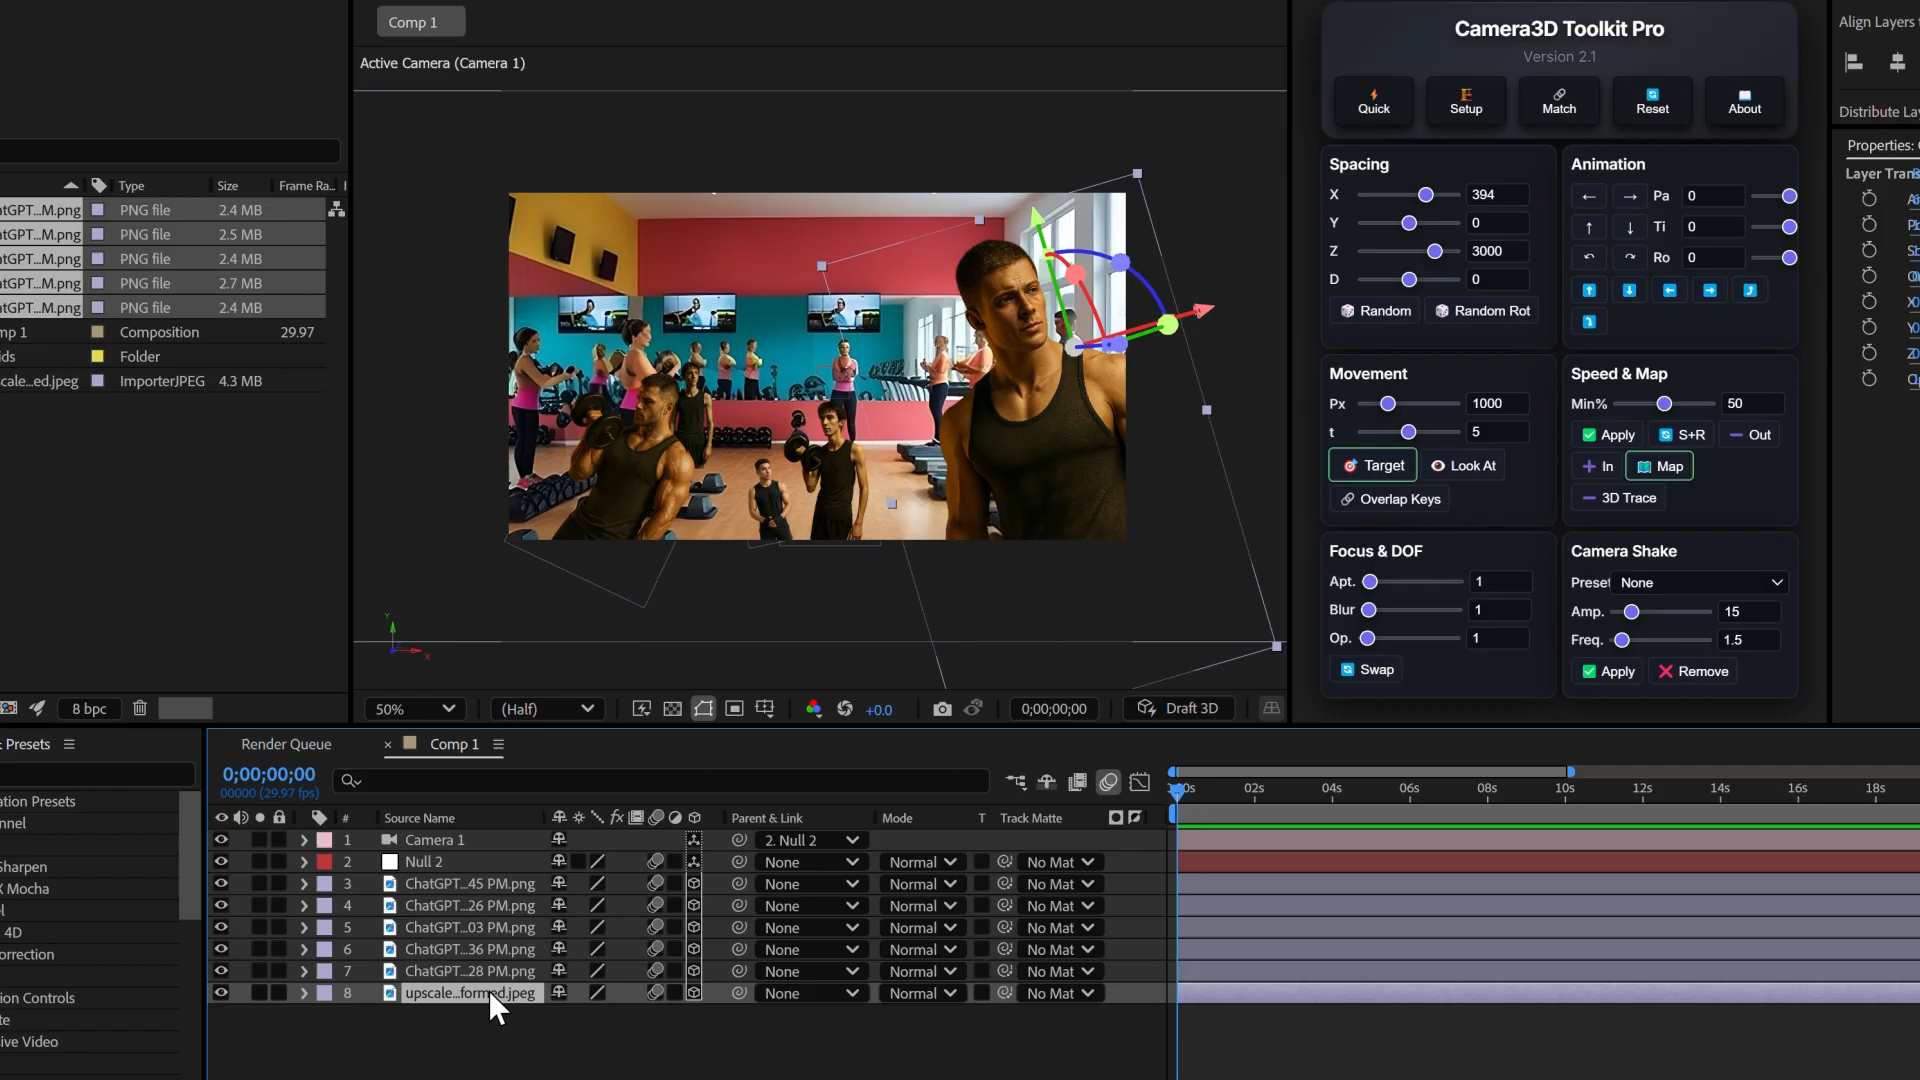 Comp 1
Active Camera (Camera 1)
Type Size Frame Ra...
atGPT...M.png PNG file 2.4 MB
atGPT...M.png PNG file 2.5 MB
atGPT...M.png PNG file 2.4 MB
atGPT...M.png PNG file 2.7 MB
atGPT...M.png PNG file 2.4 MB
mp 1 Composition 29.97
ids Folder
scale...ed.jpeg ImporterJPEG 4.3 MB
8 bpc
50% (Half) +0.0 0;00;00;00 Draft 3D
Y
X
Camera3D Toolkit Pro
Version 2.1
Quick Setup Match Reset About
Spacing
X 394
Y 0
Z 3000
D 0
Random Random Rot
Animation
← → Pa 0
↑ ↓ Ti 0
Ro 0
Movement
Px 1000
t 5
Target Look At
Overlap Keys
Speed & Map
Min% 50
Apply S+R Out
In Map
3D Trace
Focus & DOF
Apt. 1
Blur 1
Op. 1
Swap
Camera Shake
Preset None
Amp. 15
Freq. 1.5
Apply Remove
Align Layers t
Distribute Lay
Properties: C
Layer Trans
Presets
ation Presets
nnel
Sharpen
X Mocha
el
4D
orrection
ion Controls
te
ive Video
Render Queue × Comp 1
0;00;00;00
00000 (29.97 fps)
# Source Name fx Parent & Link Mode T Track Matte
1 Camera 1 2. Null 2
2 Null 2 None Normal No Mat
3 ChatGPT...45 PM.png None Normal No Mat
4 ChatGPT...26 PM.png None Normal No Mat
5 ChatGPT...03 PM.png None Normal No Mat
6 ChatGPT...36 PM.png None Normal No Mat
7 ChatGPT...28 PM.png None Normal No Mat
8 upscale...formed.jpeg None Normal No Mat
02s 04s 06s 08s 10s 12s 14s 16s 18s